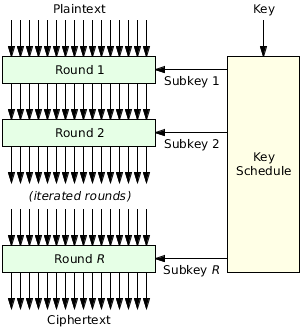 Plaintext
Key
Round 1
Subkey 1
Round 2
Subkey 2
Key
Schedule
(iterated rounds)
Round R
Subkey R
Ciphertext